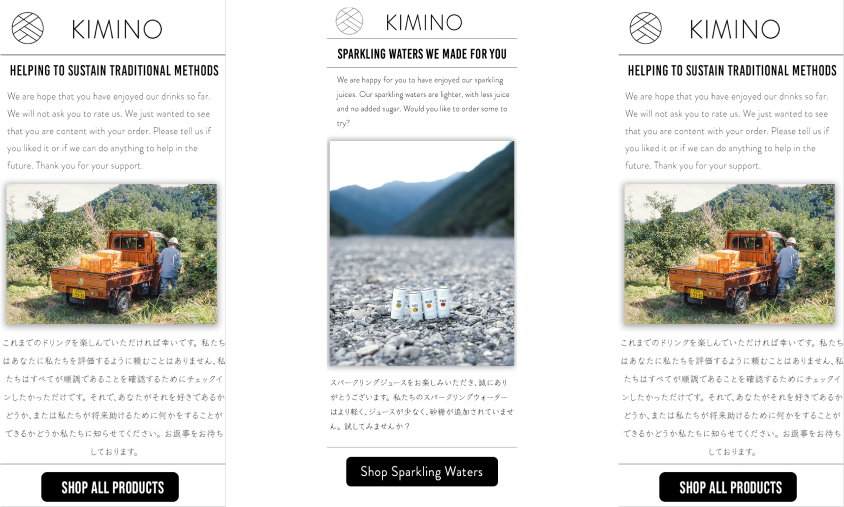 KIMINO
HELPING TO SUSTAIN TRADITIONAL METHODS
We are hope that you have enjoyed our drinks so far.
We will not ask you to rate us. We just wanted to see
that you are content with your order. Please tell us if
you liked it or if we can do anything to help in the
future. Thank you for your support.
これまでのドリンクを楽しんでいただければ幸いです。私たち
はあなたに私たちを評価するように頼むことはありません、私
たちはすべてが順調であることを確認するためにチェックイ
ンしたかっただけです。それで、あなたがそれを好きであるか
どうか、または私たちが将来助けるために何かをすることが
できるかどうか私たちに知らせてください。お返事をお待ち
しております。
SHOP ALL PRODUCTS
KIMINO
SPARKLING WATERS WE MADE FOR YOU
We are happy for you to have enjoyed our sparkling
juices. Our sparkling waters are lighter, with less juice
and no added sugar. Would you like to order some to
try?
スパークリングジュースをお楽しみいただき、誠にあり
がとうございます。私たちのスパークリングウォーター
はより軽く、ジュースが少なく、砂糖が追加されていませ
ん。試してみませんか？
Shop Sparkling Waters
KIMINO
HELPING TO SUSTAIN TRADITIONAL METHODS
We are hope that you have enjoyed our drinks so far.
We will not ask you to rate us. We just wanted to see
that you are content with your order. Please tell us if
you liked it or if we can do anything to help in the
future. Thank you for your support.
これまでのドリンクを楽しんでいただければ幸いです。私たち
はあなたに私たちを評価するように頼むことはありません、私
たちはすべてが順調であることを確認するためにチェックイ
ンしたかっただけです。それで、あなたがそれを好きであるか
どうか、または私たちが将来助けるために何かをすることが
できるかどうか私たちに知らせてください。お返事をお待ち
しております。
SHOP ALL PRODUCTS